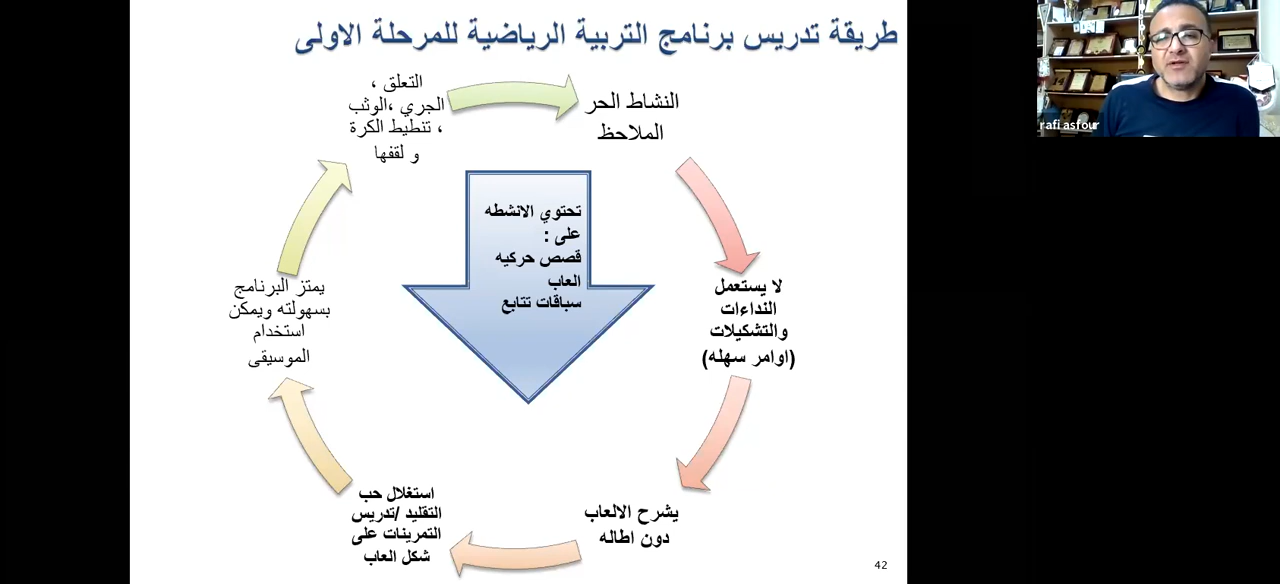 طريقة تدريس برنامج التربية الرياضية للمرحلة الاولى
النشاط الحر
الملاحظ
لا يستعمل
النداءات
والتشكيلات
(اوامر سهله)
يشرح الالعاب
دون اطاله
استغلال حب
التقليد /تدريس
التمرينات على
شكل العاب
يمتز البرنامج
بسهولته ويمكن
استخدام
الموسيقى
التعلق ،
الجري ،الوثب
، تنطيط الكرة
و لقفها
تحتوي الانشطه
على :
قصص حركيه
العاب
سباقات تتابع
42
rafi asfour